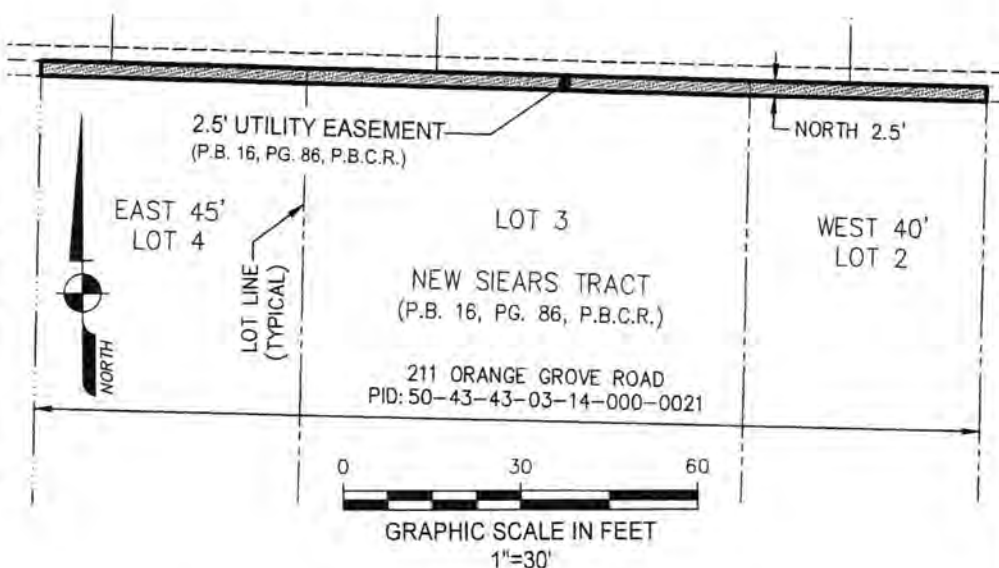 2.5' UTILITY EASEMENT
(P.B. 16, PG. 86, P.B.C.R.)
NORTH 2.5'
EAST 45'
LOT 4
LOT 3
WEST 40'
LOT 2
LOT LINE
(TYPICAL)
NEW SIEARS TRACT
(P.B. 16, PG. 86, P.B.C.R.)
NORTH
211 ORANGE GROVE ROAD
PID: 50-43-43-03-14-000-0021
0 30 60
GRAPHIC SCALE IN FEET
1"=30'